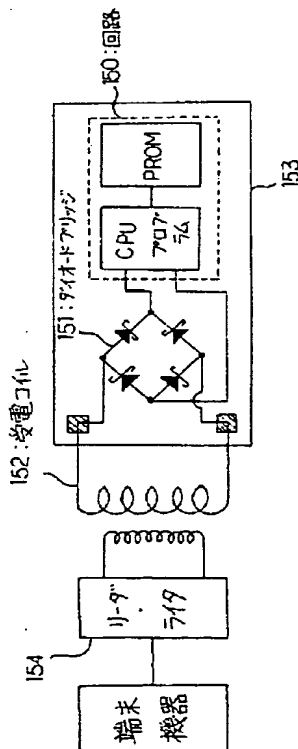 150:回路
151:ダイオードブリッジ
152:受電コイル
PROM
CPU
プログ
ラム
153
154
リーダ・
ライタ
端末
機器